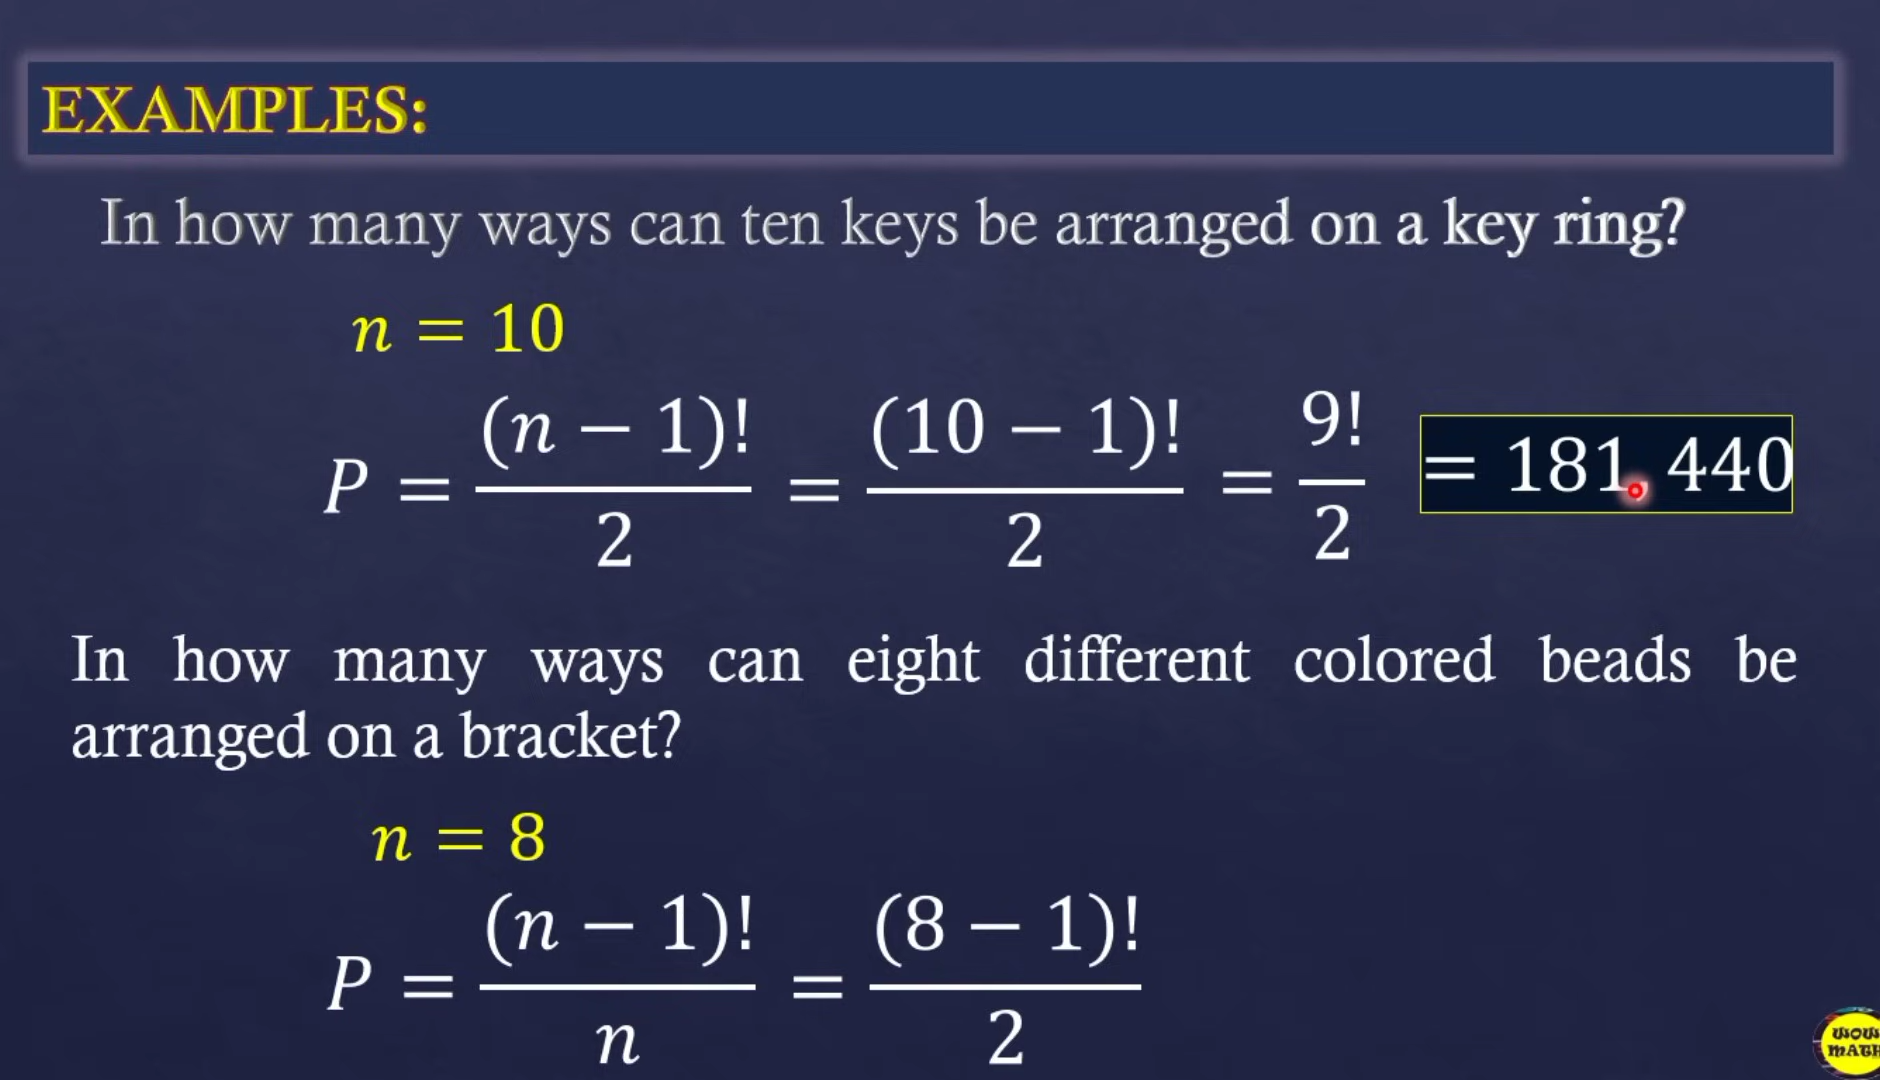 EXAMPLES:
In how many ways can ten keys be arranged on a key ring?
n = 10
P = (n − 1)! / 2 = (10 − 1)! / 2 = 9! / 2 = 181, 440
In how many ways can eight different colored beads be
arranged on a bracket?
n = 8
P = (n − 1)! / n = (8 − 1)! / 2
WOW
MATH